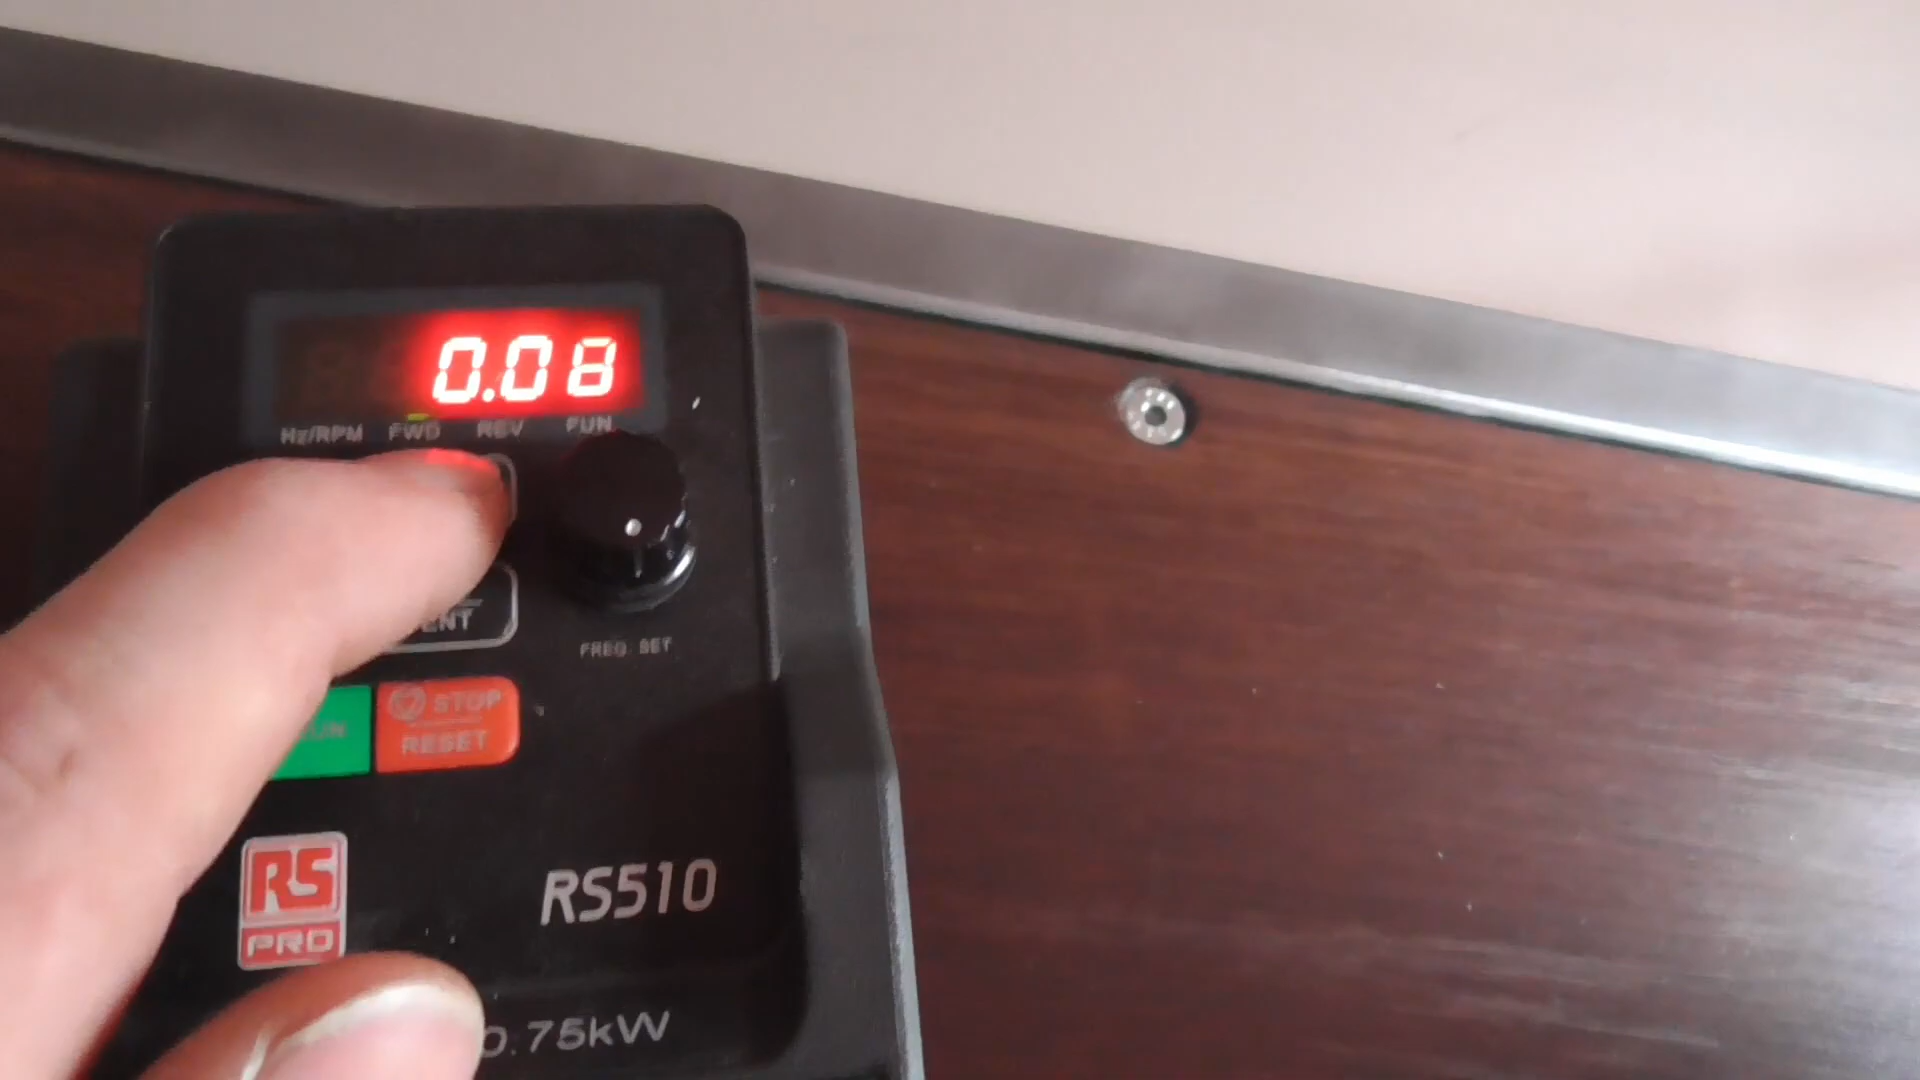 0.08
Hz/RPM FWD REV FUN
ENT
FREQ. SET
STOP
RESET
RS
PRO
RS510
0.75kW